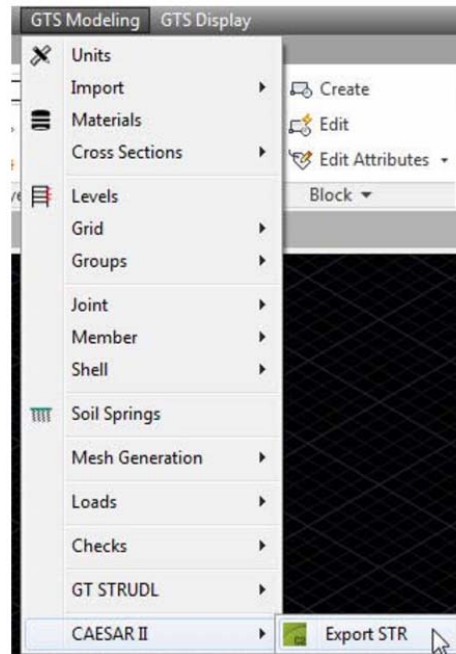 GTS Modeling GTS Display
Units
Import
Materials
Cross Sections
Levels
Grid
Groups
Joint
Member
Shell
Soil Springs
Mesh Generation
Loads
Checks
GT STRUDL
CAESAR II
Export STR
Create
Edit
Edit Attributes
Block